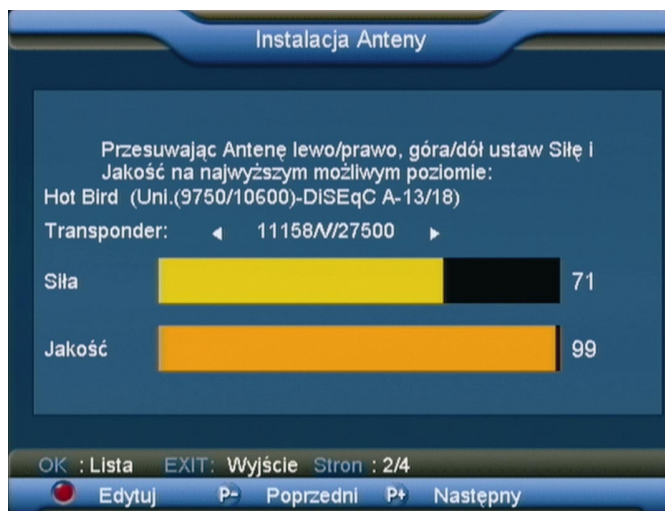 Instalacja Anteny
Przesuwając Antenę lewo/prawo, góra/dół ustaw Siłę i
Jakość na najwyższym możliwym poziomie:
Hot Bird (Uni.(9750/10600)-DiSEqC A-13/18)
Transponder: ◀ 11158/V/27500 ▶
Siła 71
Jakość 99
OK : Lista EXIT: Wyjście Stron : 2/4
Edytuj P- Poprzedni P+ Następny